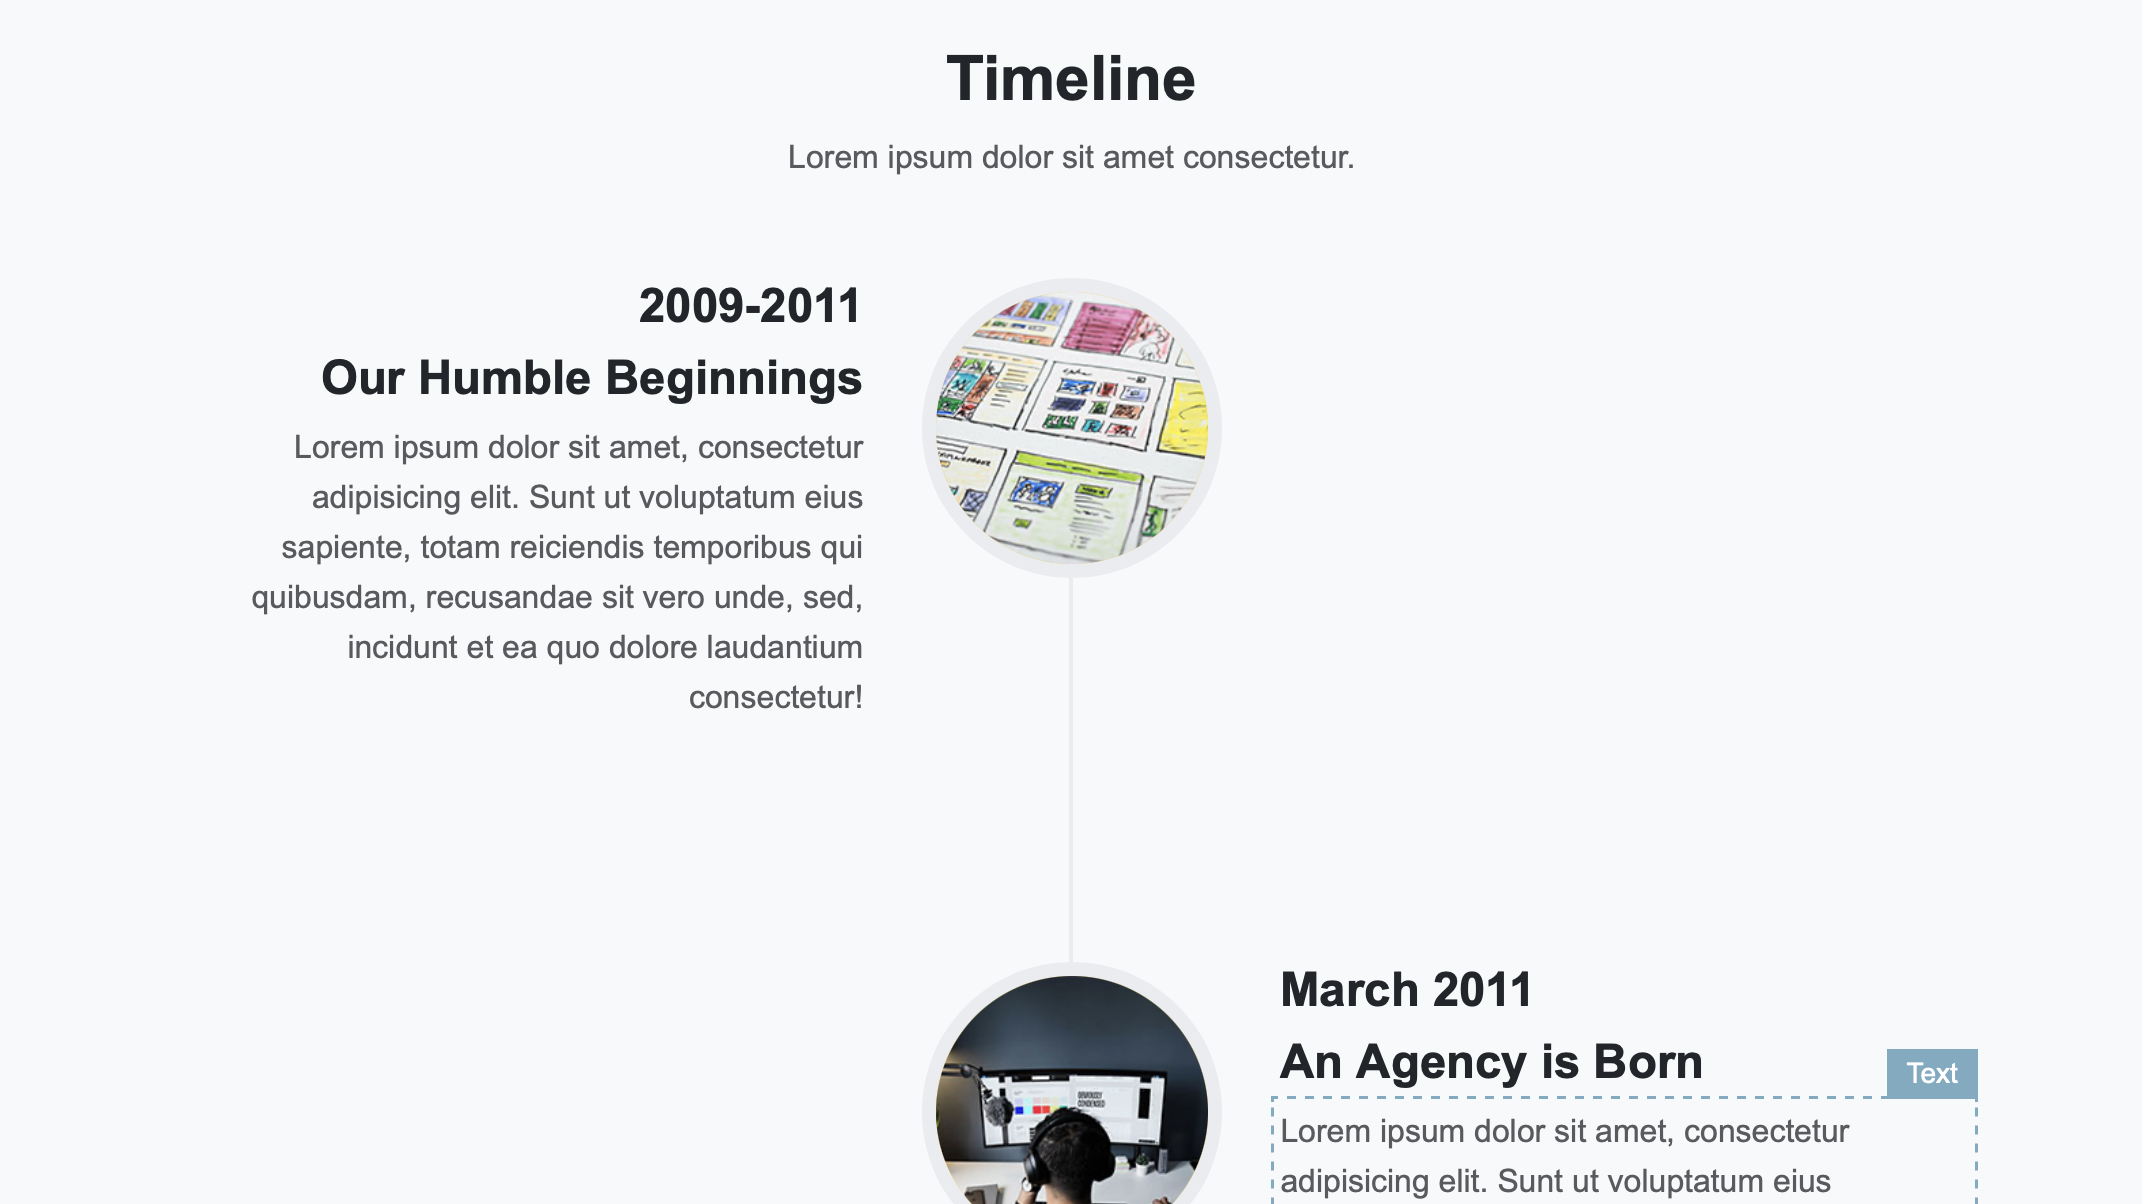 Timeline
Lorem ipsum dolor sit amet consectetur.
2009-2011
Our Humble Beginnings
Lorem ipsum dolor sit amet, consectetur
adipisicing elit. Sunt ut voluptatum eius
sapiente, totam reiciendis temporibus qui
quibusdam, recusandae sit vero unde, sed,
incidunt et ea quo dolore laudantium
consectetur!
March 2011
An Agency is Born
Text
Lorem ipsum dolor sit amet, consectetur
adipisicing elit. Sunt ut voluptatum eius